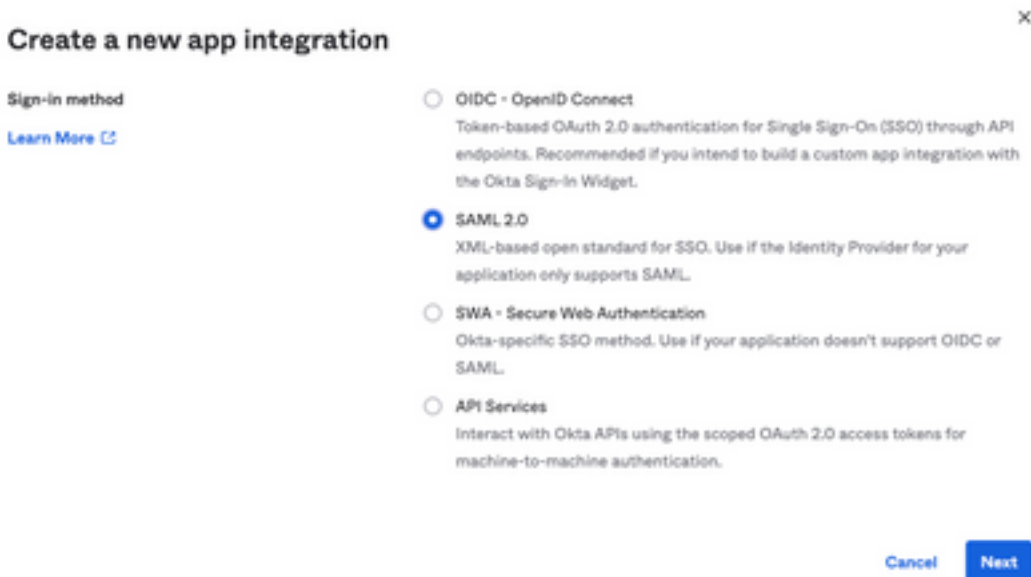 Create a new app integration
Sign-in method
Learn More
OIDC - OpenID Connect
Token-based OAuth 2.0 authentication for Single Sign-On (SSO) through API
endpoints. Recommended if you intend to build a custom app integration with
the Okta Sign-In Widget.
SAML 2.0
XML-based open standard for SSO. Use if the Identity Provider for your
application only supports SAML.
SWA - Secure Web Authentication
Okta-specific SSO method. Use if your application doesn't support OIDC or
SAML.
API Services
Interact with Okta APIs using the scoped OAuth 2.0 access tokens for
machine-to-machine authentication.
Cancel
Next